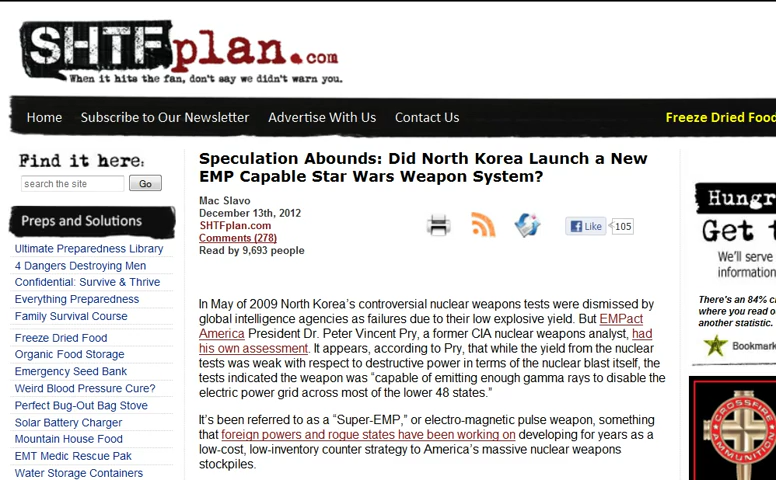 SHTFplan.com
When it hits the fan, don't say we didn't warn you.
Home Subscribe to Our Newsletter Advertise With Us Contact Us Freeze Dried Food
Find it here:
search the site Go
Preps and Solutions
Ultimate Preparedness Library
4 Dangers Destroying Men
Confidential: Survive & Thrive
Everything Preparedness
Family Survival Course
Freeze Dried Food
Organic Food Storage
Emergency Seed Bank
Weird Blood Pressure Cure?
Perfect Bug-Out Bag Stove
Solar Battery Charger
Mountain House Food
EMT Medic Rescue Pak
Water Storage Containers
Speculation Abounds: Did North Korea Launch a New
EMP Capable Star Wars Weapon System?
Mac Slavo
December 13th, 2012
SHTFplan.com
Comments (278)
Read by 9,693 people
Like 105
In May of 2009 North Korea's controversial nuclear weapons tests were dismissed by
global intelligence agencies as failures due to their low explosive yield. But EMPact
America President Dr. Peter Vincent Pry, a former CIA nuclear weapons analyst, had
his own assessment. It appears, according to Pry, that while the yield from the nuclear
tests was weak with respect to destructive power in terms of the nuclear blast itself, the
tests indicated the weapon was "capable of emitting enough gamma rays to disable the
electric power grid across most of the lower 48 states."
It's been referred to as a "Super-EMP," or electro-magnetic pulse weapon, something
that foreign powers and rogue states have been working on developing for years as a
low-cost, low-inventory counter strategy to America's massive nuclear weapons
stockpiles.
Hungr
Get t
We'll serve
information
There's an 84% c
where you read o
another statistic.
Bookmark
CROSSFIRE
AMMUNITION